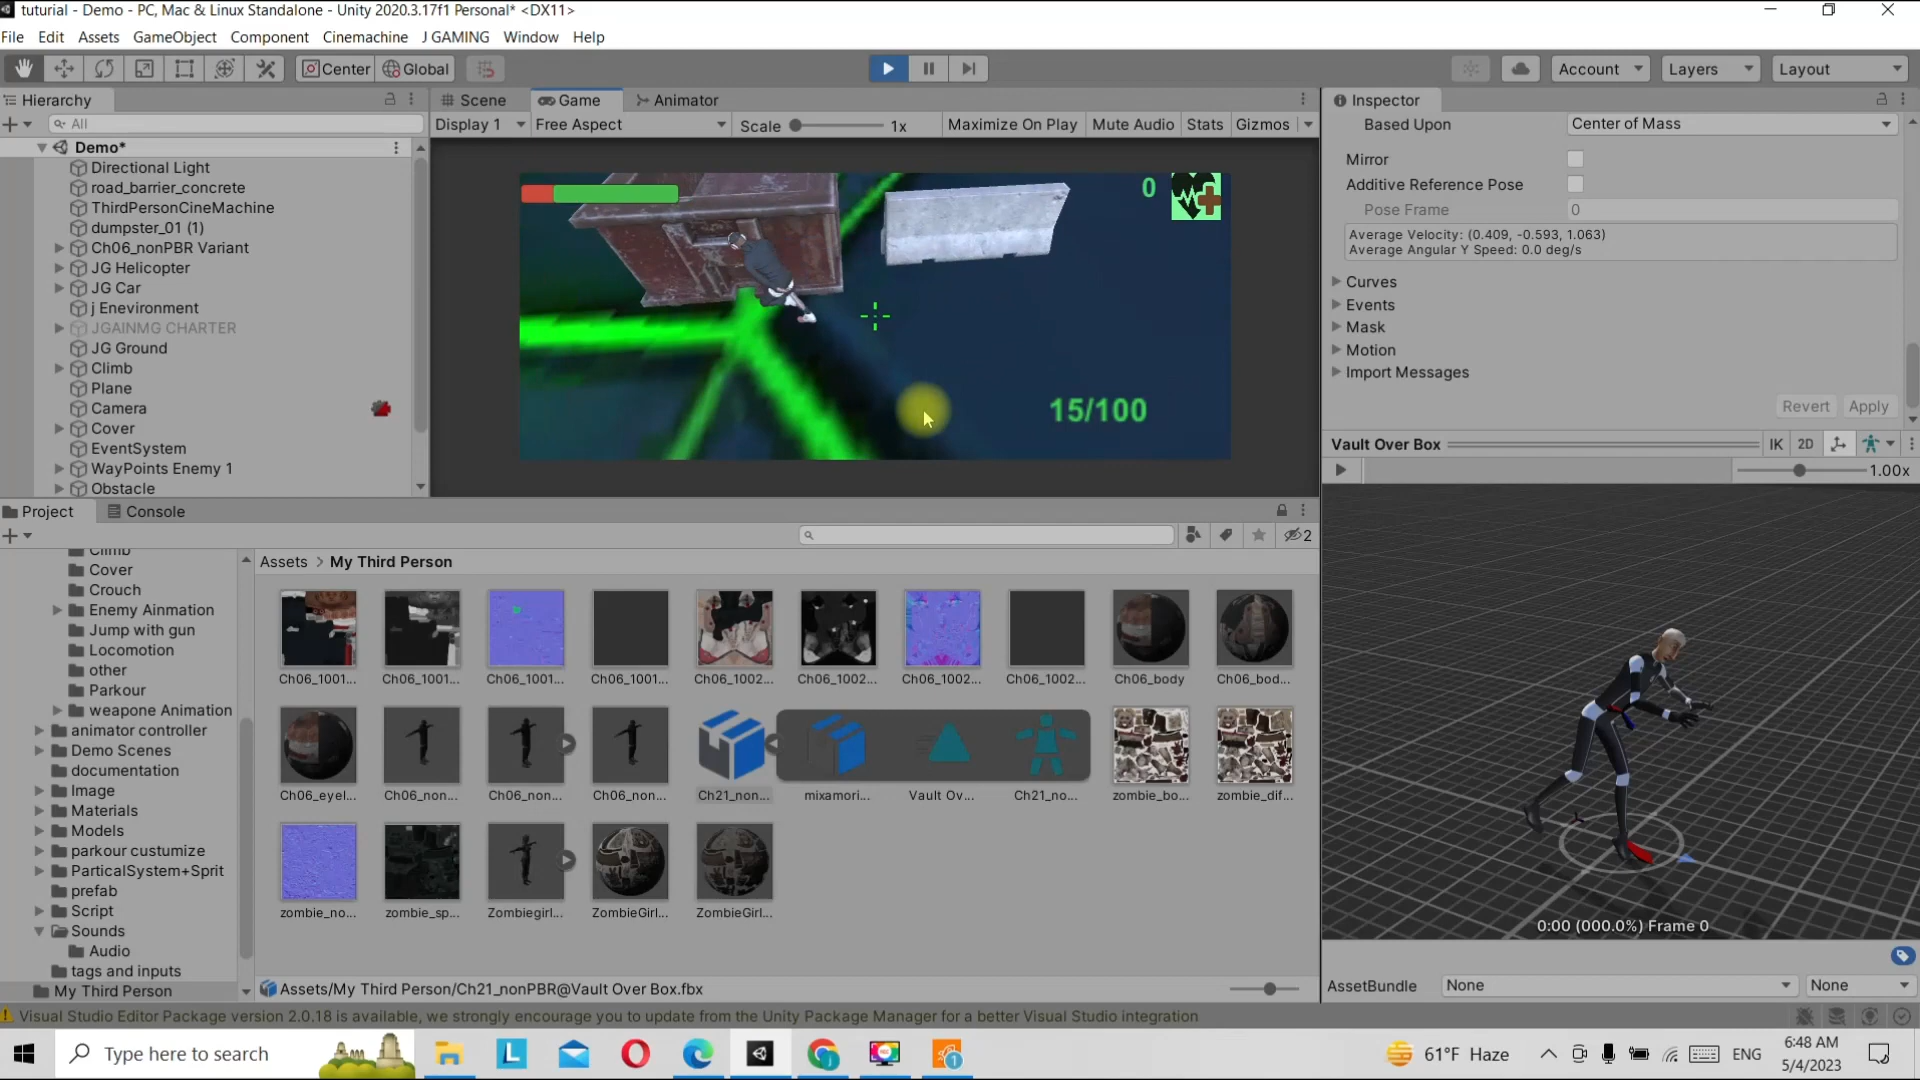 tuturial - Demo - PC, Mac & Linux Standalone - Unity 2020.3.17f1 Personal* <DX11>
File Edit Assets GameObject Component Cinemachine J GAMING Window Help
Center Global Account Layers Layout
Hierarchy
All
Demo*
Directional Light
road_barrier_concrete
ThirdPersonCineMachine
dumpster_01 (1)
Ch06_nonPBR Variant
JG Helicopter
JG Car
j Enevironment
JGAINMG CHARTER
JG Ground
Climb
Plane
Camera
Cover
EventSystem
WayPoints Enemy 1
Obstacle
Scene Game Animator
Display 1 Free Aspect Scale 1x Maximize On Play Mute Audio Stats Gizmos
0
15/100
Inspector
Based Upon Center of Mass
Mirror
Additive Reference Pose
Pose Frame 0
Average Velocity: (0.409, -0.593, 1.063)
Average Angular Y Speed: 0.0 deg/s
Curves
Events
Mask
Motion
Import Messages
Revert Apply
Vault Over Box IK 2D
1.00x
0:00 (000.0%) Frame 0
AssetBundle None None
Project Console
2
Climb
Cover
Crouch
Enemy Ainmation
Jump with gun
Locomotion
other
Parkour
weapone Animation
animator controller
Demo Scenes
documentation
Image
Materials
Models
parkour custumize
ParticalSystem+Sprit
prefab
Script
Sounds
Audio
tags and inputs
My Third Person
Assets > My Third Person
Ch06_1001... Ch06_1001... Ch06_1001... Ch06_1001... Ch06_1002... Ch06_1002... Ch06_1002... Ch06_1002... Ch06_body Ch06_bod...
Ch06_eyel... Ch06_non... Ch06_non... Ch06_non... Ch21_non... mixamori... Vault Ov... Ch21_no... zombie_bo... zombie_dif...
zombie_no... zombie_sp... Zombiegirl... ZombieGirl... ZombieGirl...
Assets/My Third Person/Ch21_nonPBR@Vault Over Box.fbx
Visual Studio Editor Package version 2.0.18 is available, we strongly encourage you to update from the Unity Package Manager for a better Visual Studio integration
Type here to search
L
1
61°F Haze
ENG
6:48 AM
5/4/2023